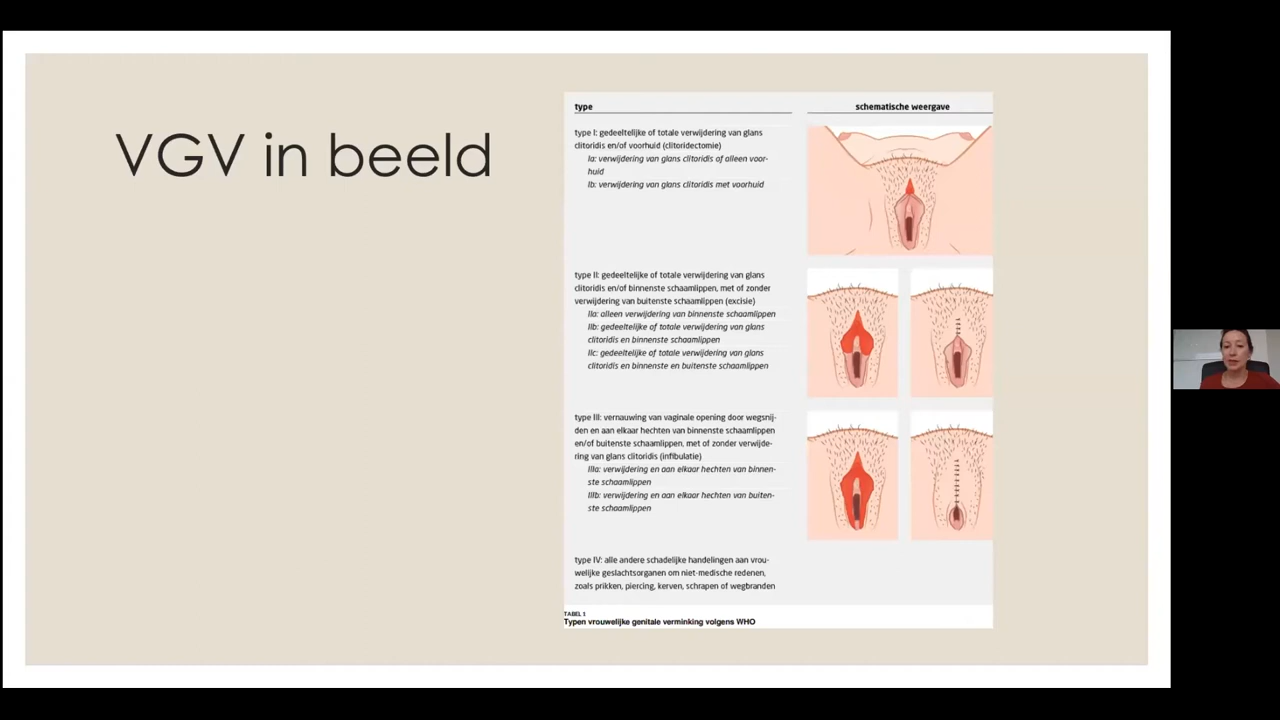 VGV in beeld
type
schematische weergave
type I: gedeeltelijke of totale verwijdering van glans
clitoridis en/of voorhuid (clitoridectomie)
Ia: verwijdering van glans clitoridis of alleen voor-
huid
Ib: verwijdering van glans clitoridis met voorhuid
type II: gedeeltelijke of totale verwijdering van glans
clitoridis en/of binnenste schaamlippen, met of zonder
verwijdering van buitenste schaamlippen (excisie)
IIa: alleen verwijdering van binnenste schaamlippen
IIb: gedeeltelijke of totale verwijdering van glans
clitoridis en binnenste schaamlippen
IIc: gedeeltelijke of totale verwijdering van glans
clitoridis en binnenste en buitenste schaamlippen
type III: vernauwing van vaginale opening door wegsnij-
den en aan elkaar hechten van binnenste schaamlippen
en/of buitenste schaamlippen, met of zonder verwijde-
ring van glans clitoridis (infibulatie)
IIIa: verwijdering en aan elkaar hechten van binnen-
ste schaamlippen
IIIb: verwijdering en aan elkaar hechten van buiten-
ste schaamlippen
type IV: alle andere schadelijke handelingen aan vrou-
welijke geslachtsorganen om niet-medische redenen,
zoals prikken, piercing, kerven, schrapen of wegbranden
TABEL 1
Typen vrouwelijke genitale verminking volgens WHO